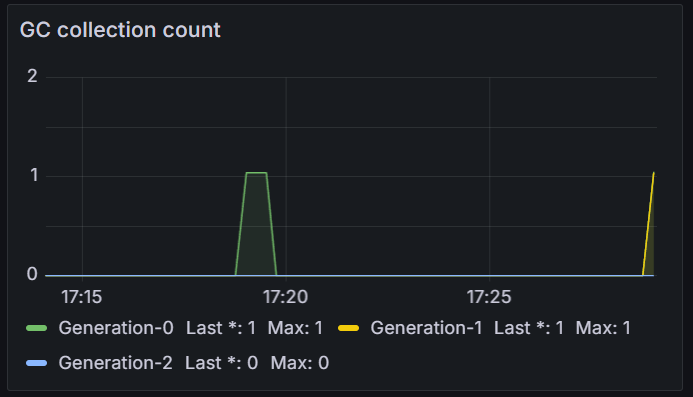 GC collection count
2
1
0
17:15 17:20 17:25
Generation-0 Last *: 1 Max: 1 Generation-1 Last *: 1 Max: 1
Generation-2 Last *: 0 Max: 0